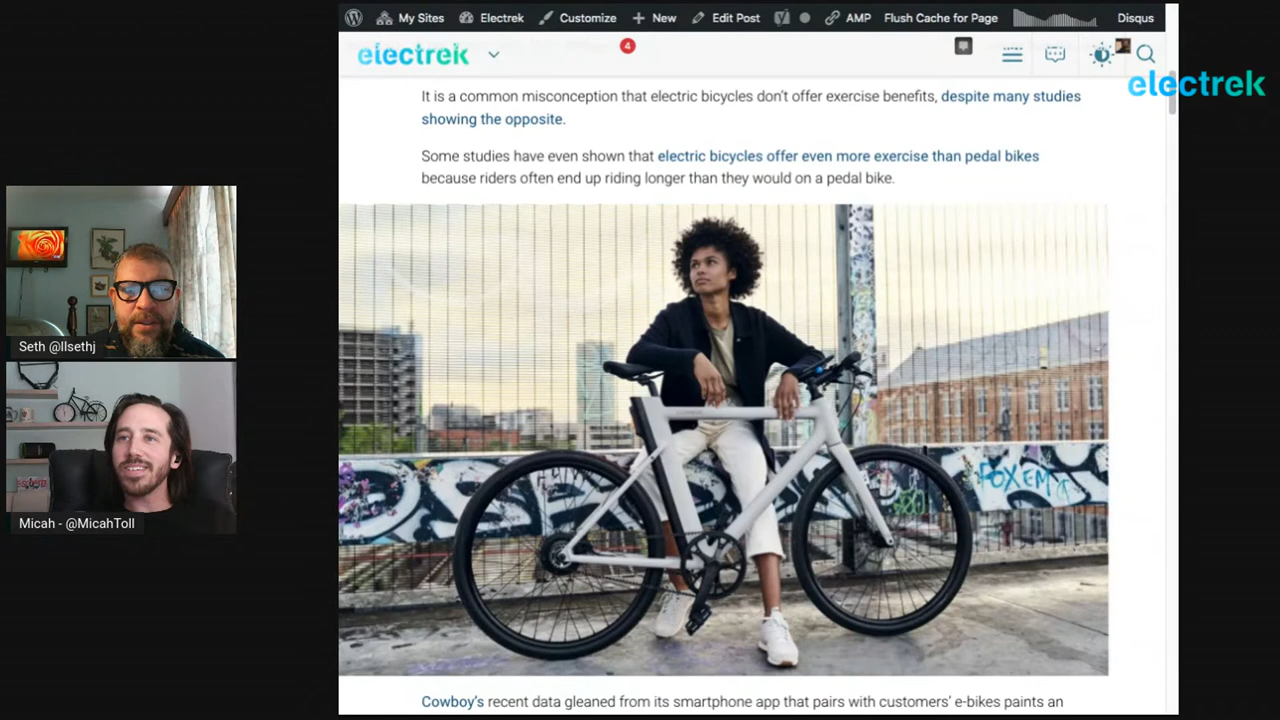 My Sites Electrek Customize New Edit Post AMP Flush Cache for Page Disqus
electrek
4
electrek
It is a common misconception that electric bicycles don't offer exercise benefits, despite many studies
showing the opposite.
Some studies have even shown that electric bicycles offer even more exercise than pedal bikes
because riders often end up riding longer than they would on a pedal bike.
Seth @llsethj
Micah - @MicahToll
FOX EM
Cowboy's recent data gleaned from its smartphone app that pairs with customers' e-bikes paints an